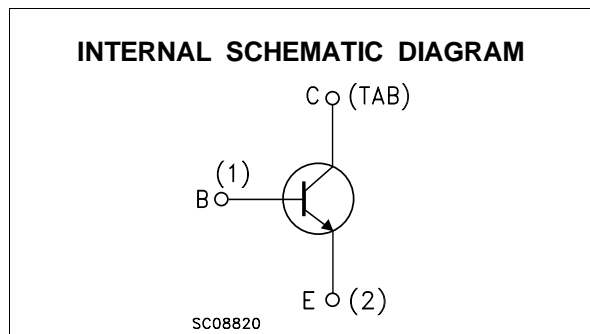 INTERNAL SCHEMATIC DIAGRAM
C (TAB)
(1)
B
E (2)
SC08820